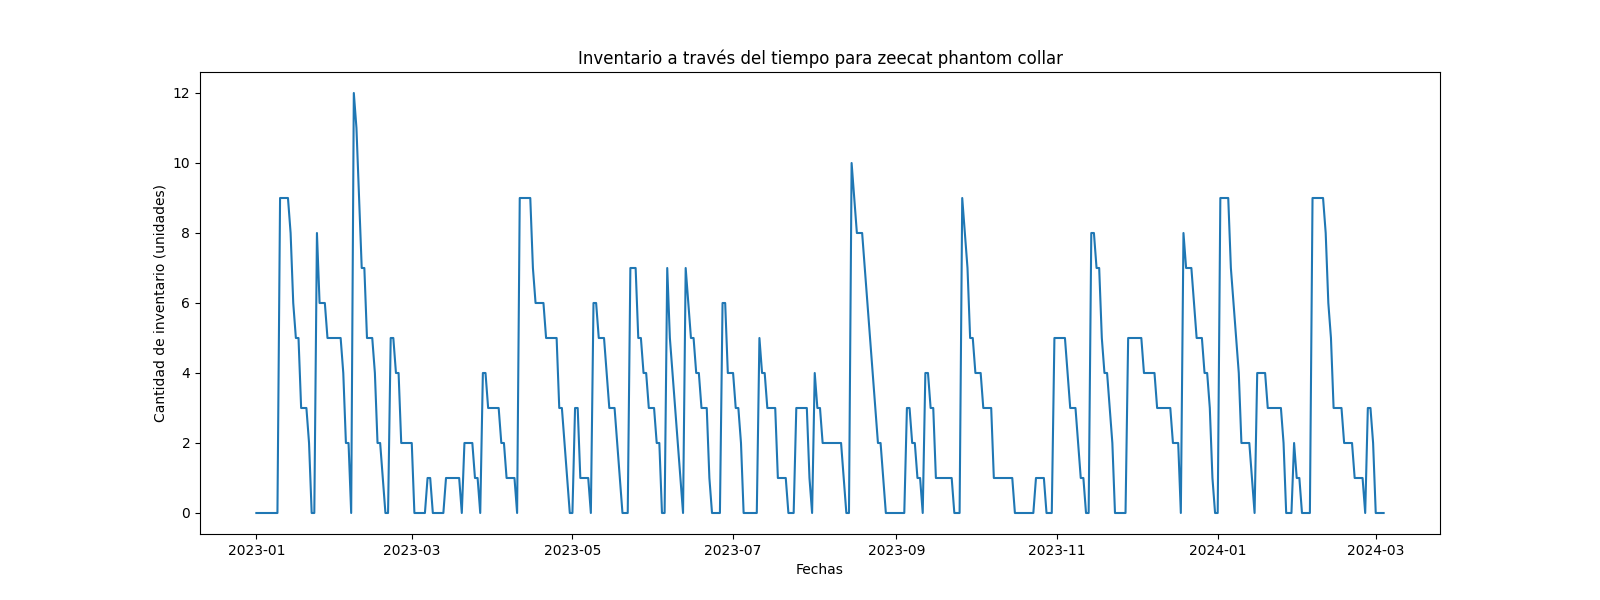 Inventario a través del tiempo para zeecat phantom collar
Cantidad de inventario (unidades)
12
10
8
6
4
2
0
2023-01 2023-03 2023-05 2023-07 2023-09 2023-11 2024-01 2024-03
Fechas